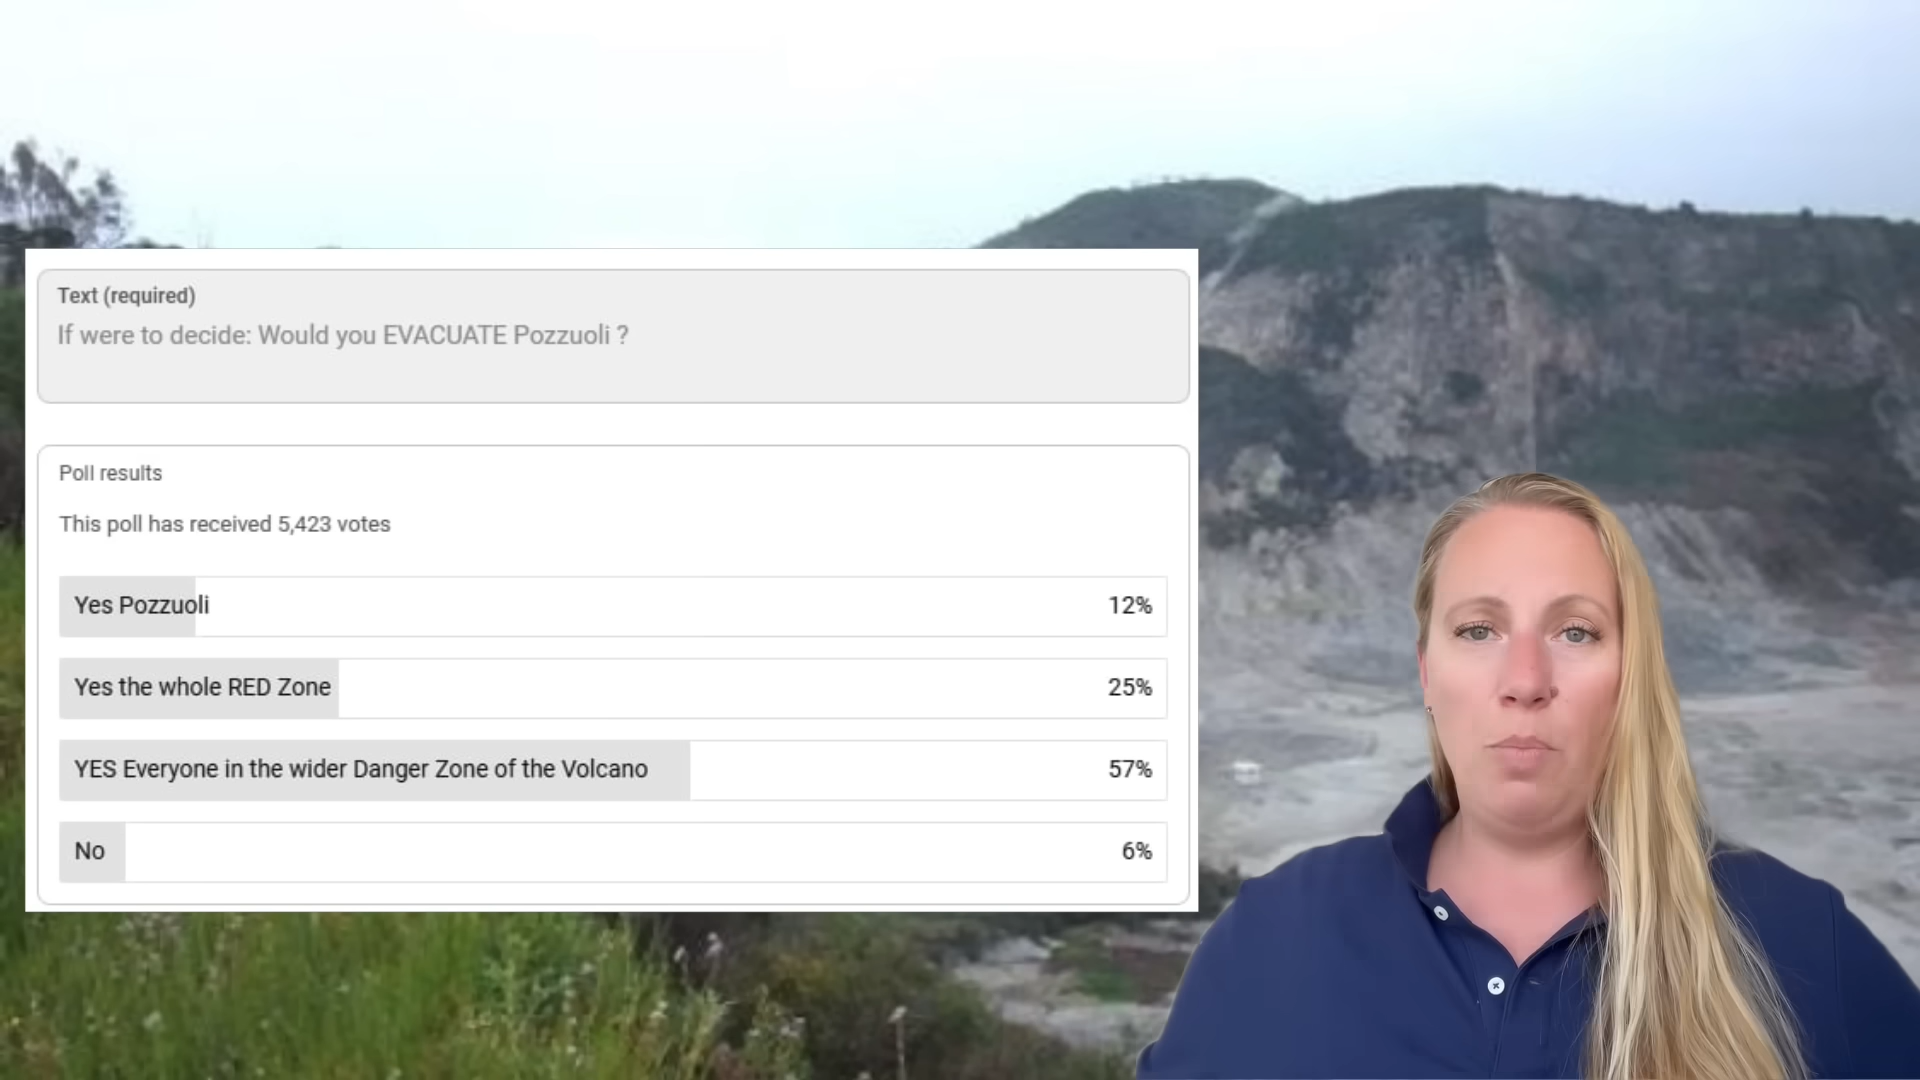 Text (required)
If were to decide: Would you EVACUATE Pozzuoli ?
Poll results
This poll has received 5,423 votes
Yes Pozzuoli 12%
Yes the whole RED Zone 25%
YES Everyone in the wider Danger Zone of the Volcano 57%
No 6%